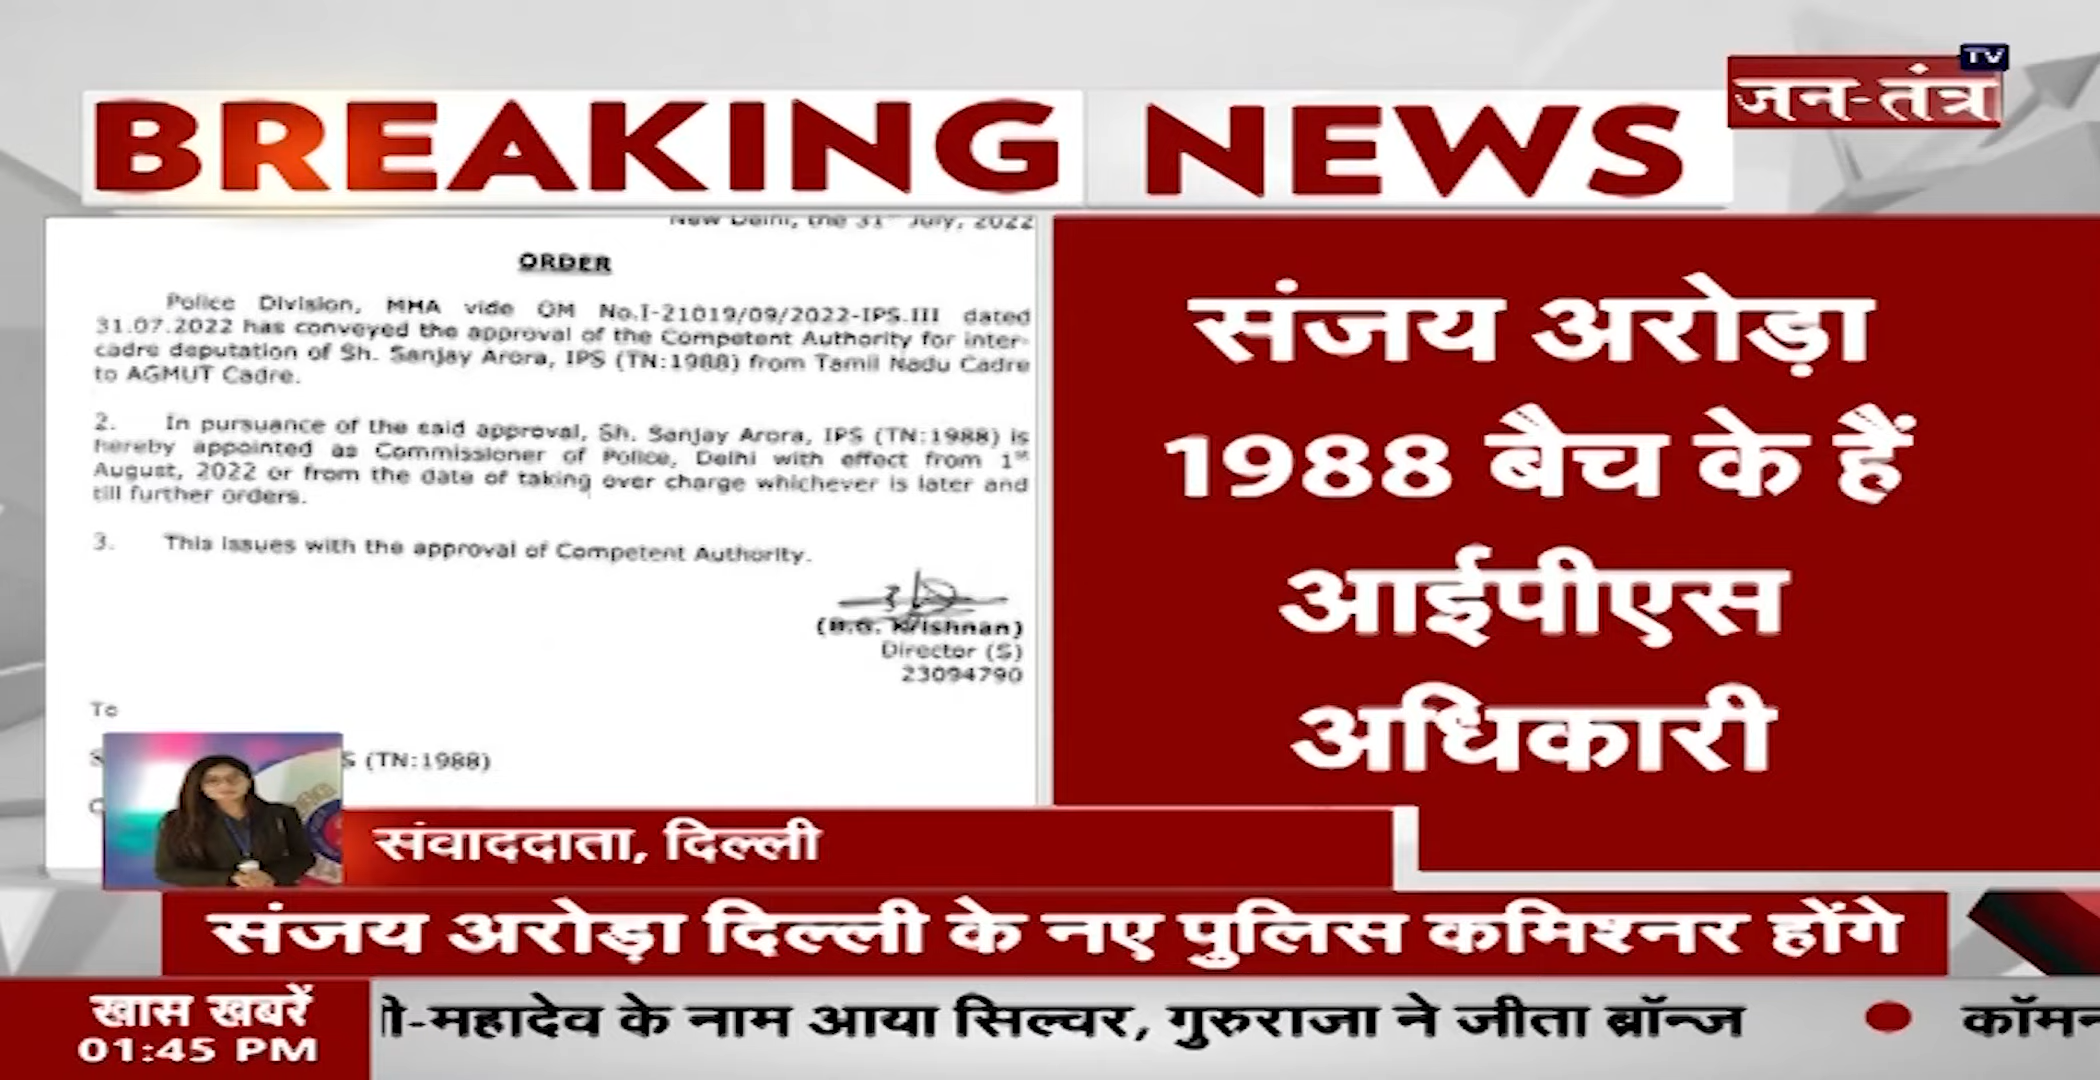 BREAKING NEWS
TV
जन-तंत्र
New Delhi, the 31st July, 2022
ORDER
Police Division, MHA vide OM No.I-21019/09/2022-IPS.III dated
31.07.2022 has conveyed the approval of the Competent Authority for inter-
cadre deputation of Sh. Sanjay Arora, IPS (TN:1988) from Tamil Nadu Cadre
to AGMUT Cadre.
2. In pursuance of the said approval, Sh. Sanjay Arora, IPS (TN:1988) is
hereby appointed as Commissioner of Police, Delhi with effect from 1st
August, 2022 or from the date of taking over charge whichever is later and
till further orders.
3. This issues with the approval of Competent Authority.
Krishnan)
Director (S)
23094790
To
S (TN:1988)
संजय अरोड़ा
1988 बैच के हैं
आईपीएस
अधिकारी
संवाददाता, दिल्ली
संजय अरोड़ा दिल्ली के नए पुलिस कमिश्नर होंगे
खास खबरें
01:45 PM
ी-महादेव के नाम आया सिल्वर, गुरुराजा ने जीता ब्रॉन्ज ● कॉमन